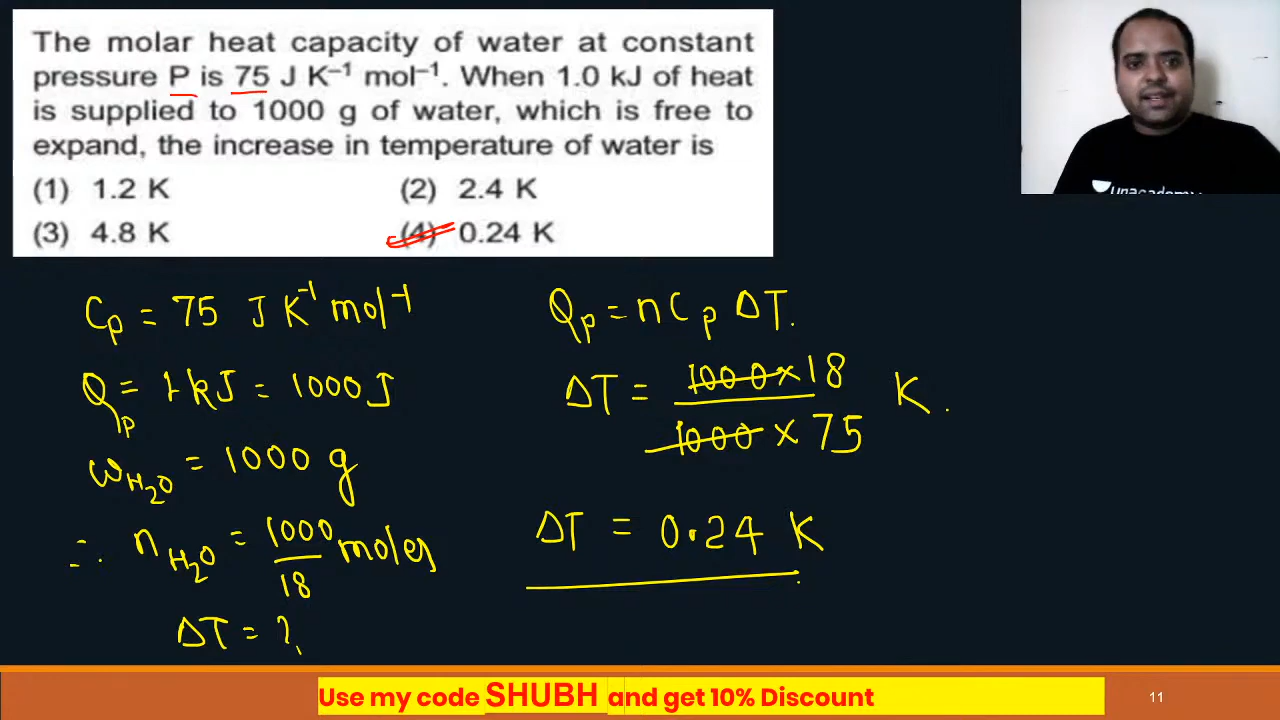 The molar heat capacity of water at constant
pressure P is 75 J K⁻¹ mol⁻¹. When 1.0 kJ of heat
is supplied to 1000 g of water, which is free to
expand, the increase in temperature of water is
(1) 1.2 K (2) 2.4 K
(3) 4.8 K (4) 0.24 K
unacademy
Cp = 75 J K⁻¹ mol⁻¹
Qp = 1 kJ = 1000 J
wH₂O = 1000 g
∴ nH₂O = 1000/18 moles
ΔT = ?
Qp = nCp ΔT.
ΔT = 1000 × 18 / 1000 × 75 K.
ΔT = 0.24 K
Use my code SHUBH and get 10% Discount
11